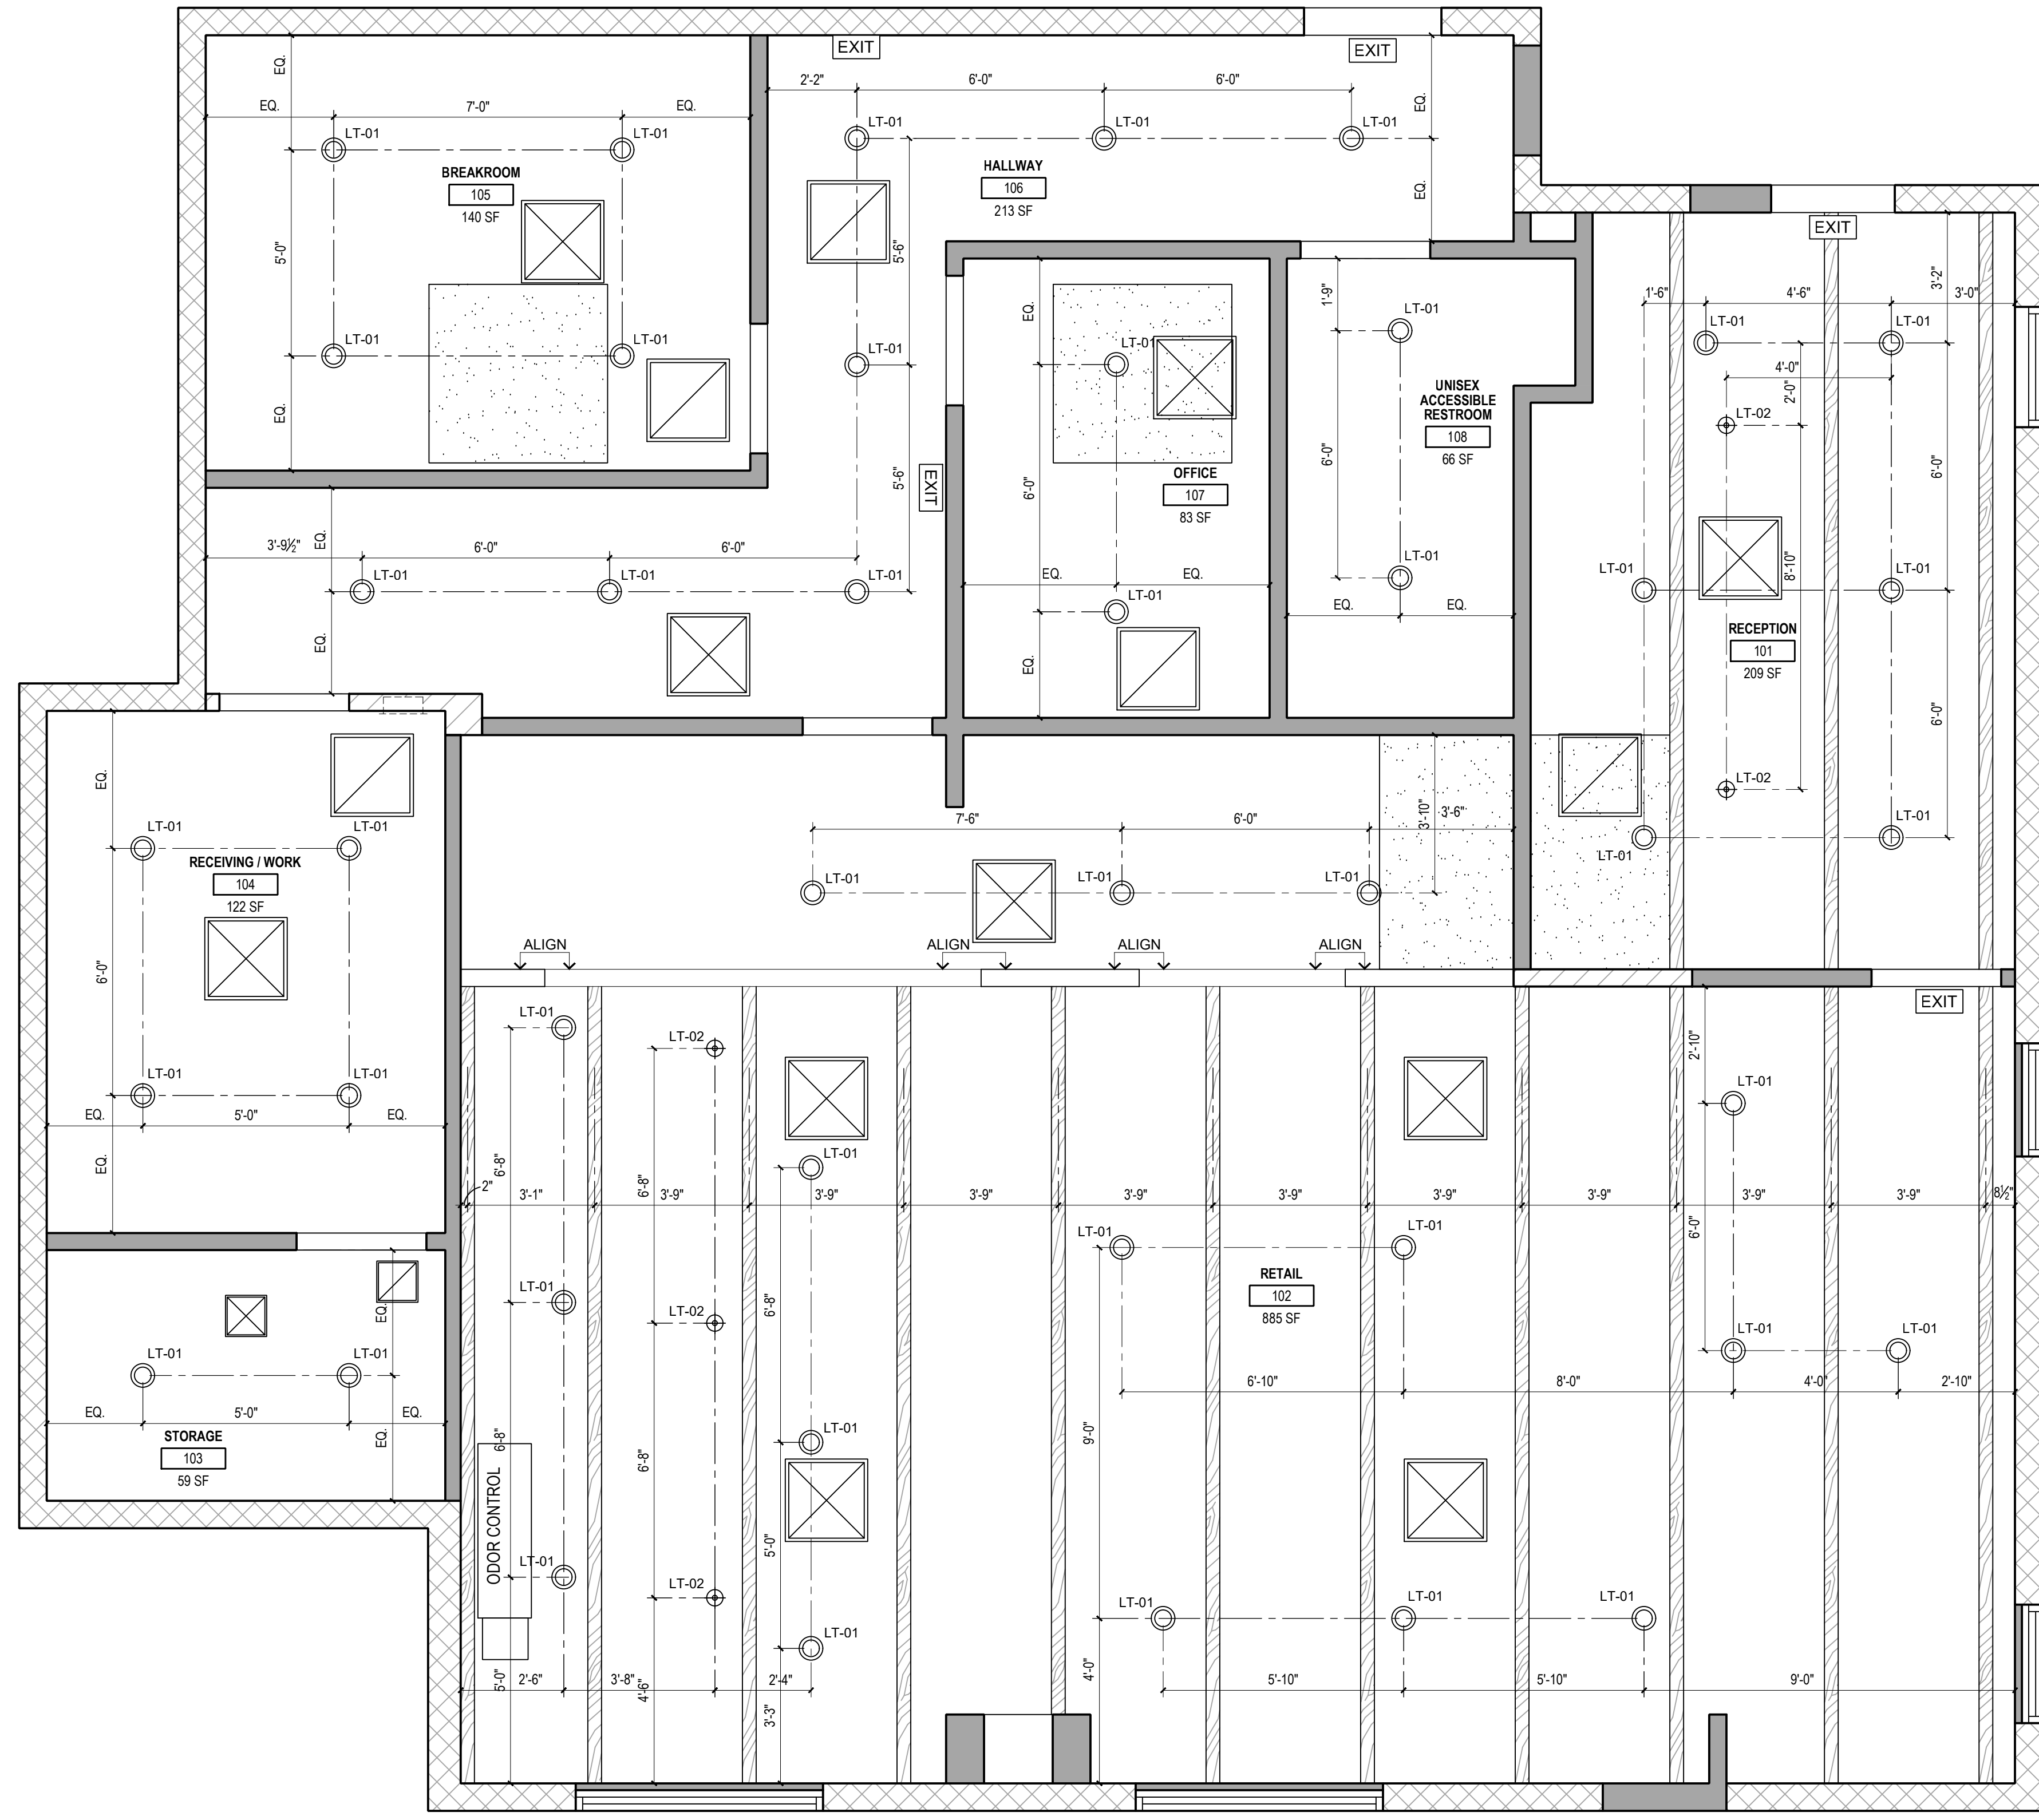 EXIT
EXIT
EQ.
2'-2"
6'-0"
6'-0"
EQ.
7'-0"
EQ.
EQ.
LT-01
LT-01
LT-01
LT-01
LT-01
BREAKROOM
105
140 SF
HALLWAY
106
213 SF
EQ.
5'-0"
5'-6"
EXIT
3'-2"
1'-6"
4'-6"
3'-0"
EQ.
1'-9"
LT-01
LT-01
LT-01
LT-01
LT-01
LT-01
LT-01
4'-0"
2'-0"
UNISEX
ACCESSIBLE
RESTROOM
108
66 SF
LT-02
EQ.
6'-0"
6'-0"
5'-6"
EXIT
6'-0"
OFFICE
107
83 SF
3'-9½"
EQ.
6'-0"
6'-0"
8'-10"
LT-01
LT-01
LT-01
LT-01
LT-01
LT-01
LT-01
EQ.
EQ.
EQ.
EQ.
EQ.
EQ.
RECEPTION
101
209 SF
6'-0"
EQ.
LT-02
7'-6"
6'-0"
3'-10"
3'-6"
LT-01
LT-01
LT-01
LT-01
RECEIVING / WORK
104
122 SF
LT-01
LT-01
LT-01
6'-0"
ALIGN
ALIGN
ALIGN
ALIGN
EXIT
LT-01
LT-02
2'-10"
LT-01
LT-01
LT-01
EQ.
5'-0"
EQ.
EQ.
LT-01
6'-8"
6'-8"
2"
3'-1"
3'-9"
3'-9"
3'-9"
3'-9"
3'-9"
3'-9"
3'-9"
3'-9"
3'-9"
8½"
6'-0"
LT-01
LT-01
RETAIL
102
885 SF
LT-01
LT-02
6'-8"
EQ.
LT-01
LT-01
LT-01
LT-01
6'-10"
8'-0"
4'-0"
2'-10"
EQ.
5'-0"
EQ.
EQ.
STORAGE
103
59 SF
6'-8"
6'-8"
LT-01
9'-0"
ODOR CONTROL
5'-0"
LT-01
LT-02
LT-01
LT-01
LT-01
LT-01
5'-0"
2'-6"
3'-8"
4'-6"
2'-4"
3'-3"
4'-0"
5'-10"
5'-10"
9'-0"